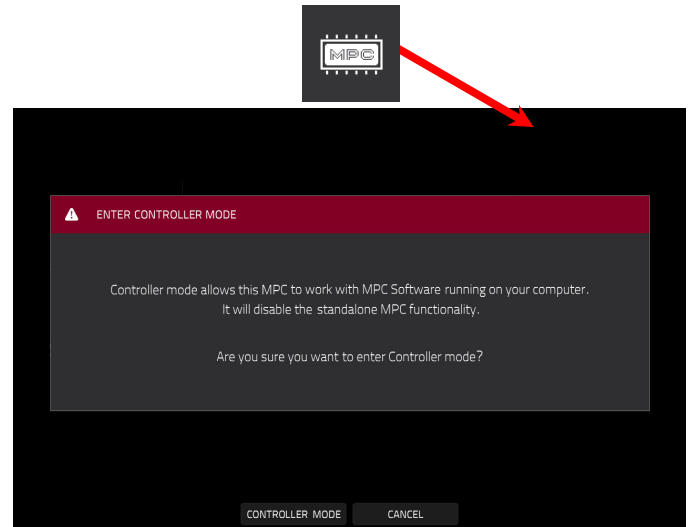 MPC
ENTER CONTROLLER MODE
Controller mode allows this MPC to work with MPC Software running on your computer.
It will disable the standalone MPC functionality.
Are you sure you want to enter Controller mode?
CONTROLLER MODE CANCEL